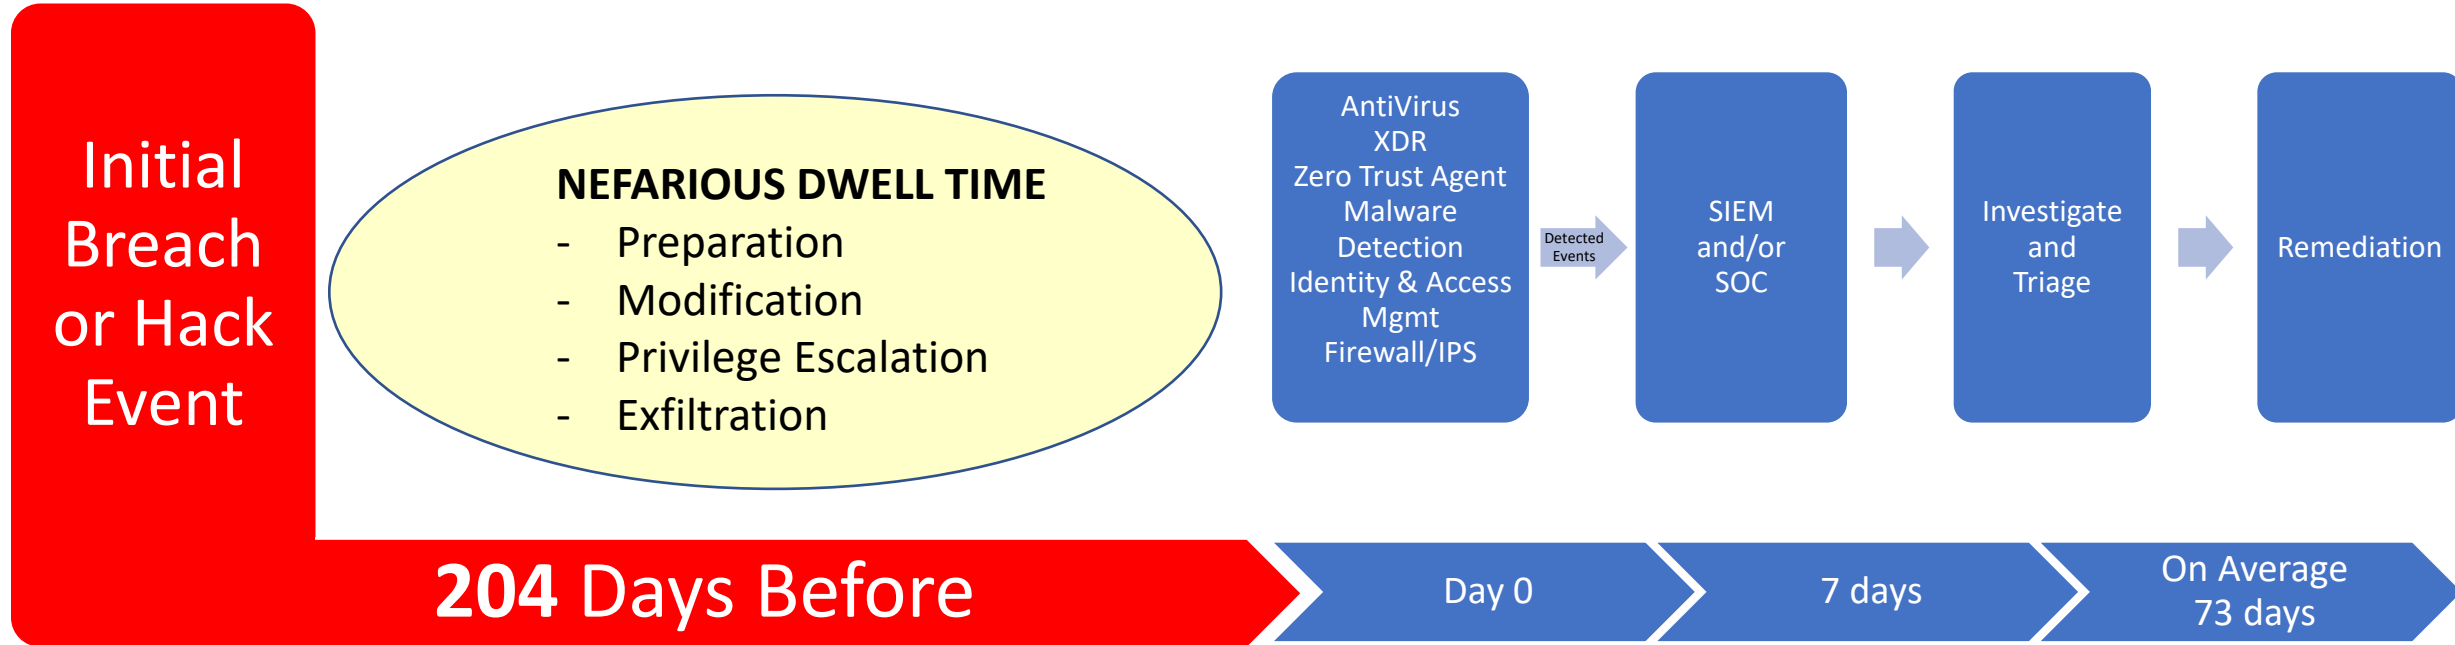 Initial
Breach
or Hack
Event
NEFARIOUS DWELL TIME
- Preparation
- Modification
- Privilege Escalation
- Exfiltration
AntiVirus
XDR
Zero Trust Agent
Malware
Detection
Identity & Access
Mgmt
Firewall/IPS
Detected
Events
SIEM
and/or
SOC
Investigate
and
Triage
Remediation
204 Days Before
Day 0
7 days
On Average
73 days